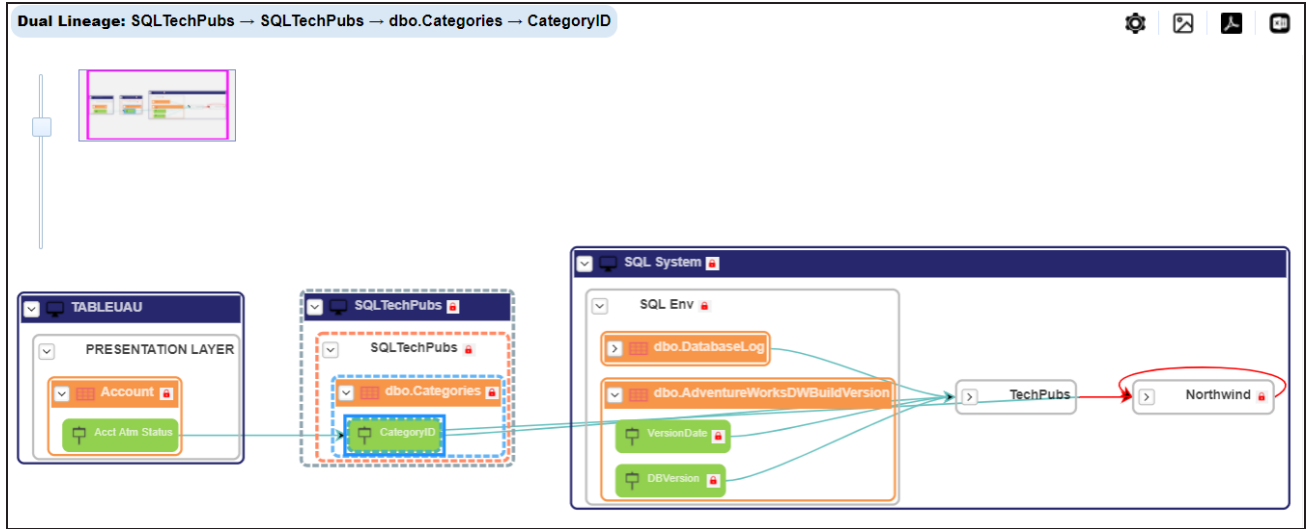 Dual Lineage: SQLTechPubs → SQLTechPubs → dbo.Categories → CategoryID
SQL System
TABLEUAU
SQLTechPubs
SQL Env
PRESENTATION LAYER
SQLTechPubs
dbo.DatabaseLog
Account
dbo.Categories
dbo.AdventureWorksDWBuildVersion
TechPubs
Northwind
Acct Atm Status
CategoryID
VersionDate
DBVersion